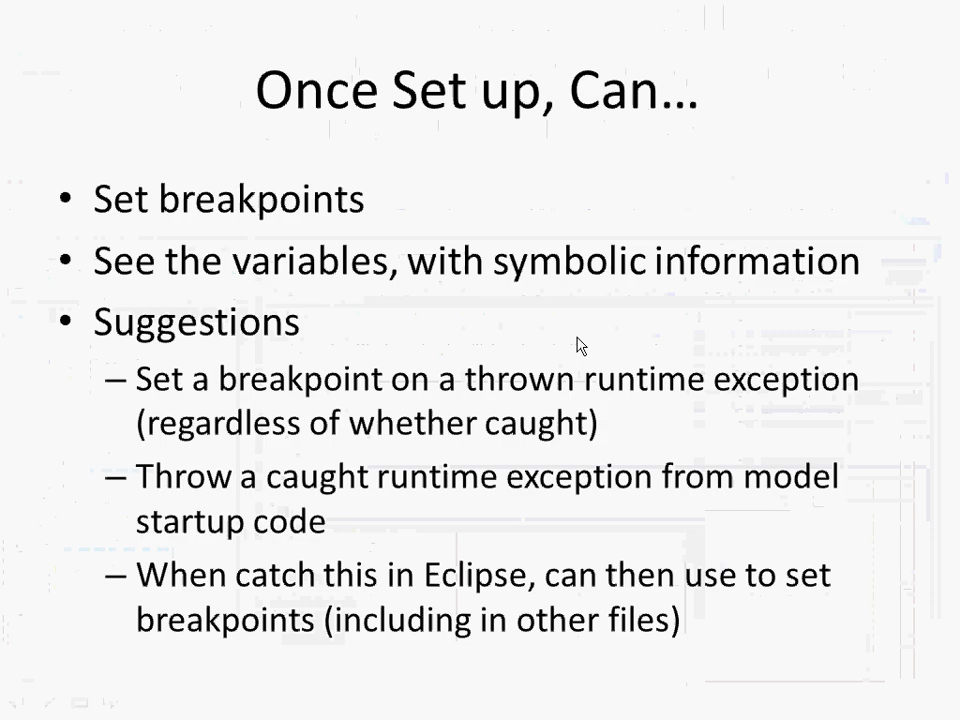 Once Set up, Can…
• Set breakpoints
• See the variables, with symbolic information
• Suggestions
– Set a breakpoint on a thrown runtime exception
(regardless of whether caught)
– Throw a caught runtime exception from model
startup code
– When catch this in Eclipse, can then use to set
breakpoints (including in other files)